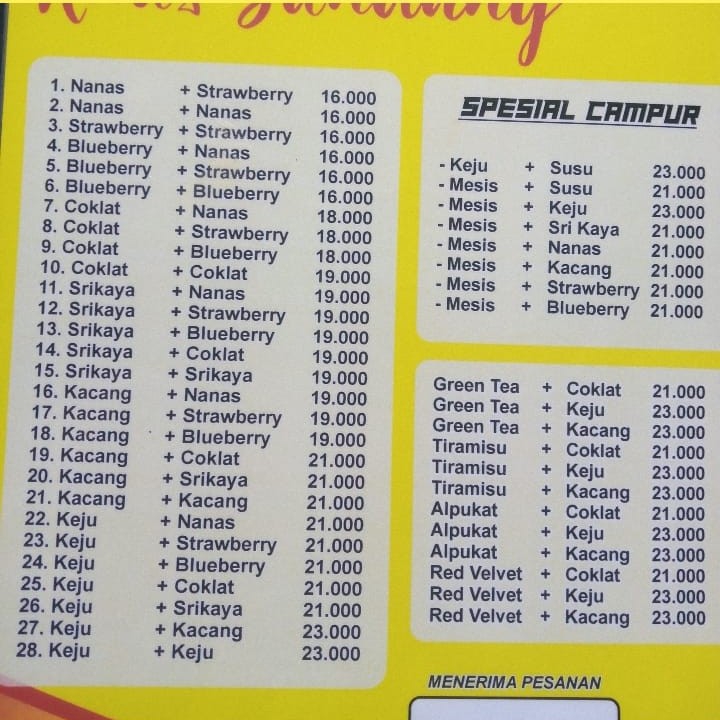 1. Nanas + Strawberry 16.000
2. Nanas + Nanas 16.000
3. Strawberry + Strawberry 16.000
4. Blueberry + Nanas 16.000
5. Blueberry + Strawberry 16.000
6. Blueberry + Blueberry 16.000
7. Coklat + Nanas 18.000
8. Coklat + Strawberry 18.000
9. Coklat + Blueberry 18.000
10. Coklat + Coklat 19.000
11. Srikaya + Nanas 19.000
12. Srikaya + Strawberry 19.000
13. Srikaya + Blueberry 19.000
14. Srikaya + Coklat 19.000
15. Srikaya + Srikaya 19.000
16. Kacang + Nanas 19.000
17. Kacang + Strawberry 19.000
18. Kacang + Blueberry 19.000
19. Kacang + Coklat 21.000
20. Kacang + Srikaya 21.000
21. Kacang + Kacang 21.000
22. Keju + Nanas 21.000
23. Keju + Strawberry 21.000
24. Keju + Blueberry 21.000
25. Keju + Coklat 21.000
26. Keju + Srikaya 21.000
27. Keju + Kacang 23.000
28. Keju + Keju 23.000
SPESIAL CAMPUR
- Keju + Susu 23.000
- Mesis + Susu 21.000
- Mesis + Keju 23.000
- Mesis + Sri Kaya 21.000
- Mesis + Nanas 21.000
- Mesis + Kacang 21.000
- Mesis + Strawberry 21.000
- Mesis + Blueberry 21.000
Green Tea + Coklat 21.000
Green Tea + Keju 23.000
Green Tea + Kacang 23.000
Tiramisu + Coklat 21.000
Tiramisu + Keju 23.000
Tiramisu + Kacang 23.000
Alpukat + Coklat 21.000
Alpukat + Keju 23.000
Alpukat + Kacang 23.000
Red Velvet + Coklat 21.000
Red Velvet + Keju 23.000
Red Velvet + Kacang 23.000
MENERIMA PESANAN